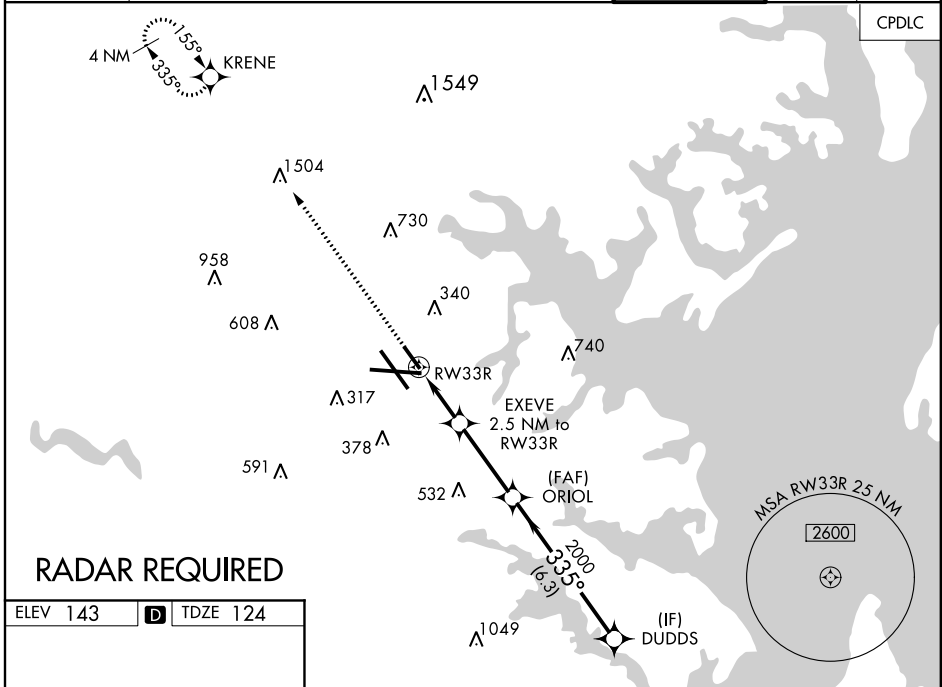 CPDLC
4 NM
155°
335°
KRENE
1549
1504
730
958
340
608
740
RW33R
317
EXEVE
2.5 NM to
RW33R
378
591
(FAF)
ORIOL
532
MSA RW33R 25 NM
2600
2000
335°
(6.3)
RADAR REQUIRED
ELEV 143 D TDZE 124
1049
(IF)
DUDDS